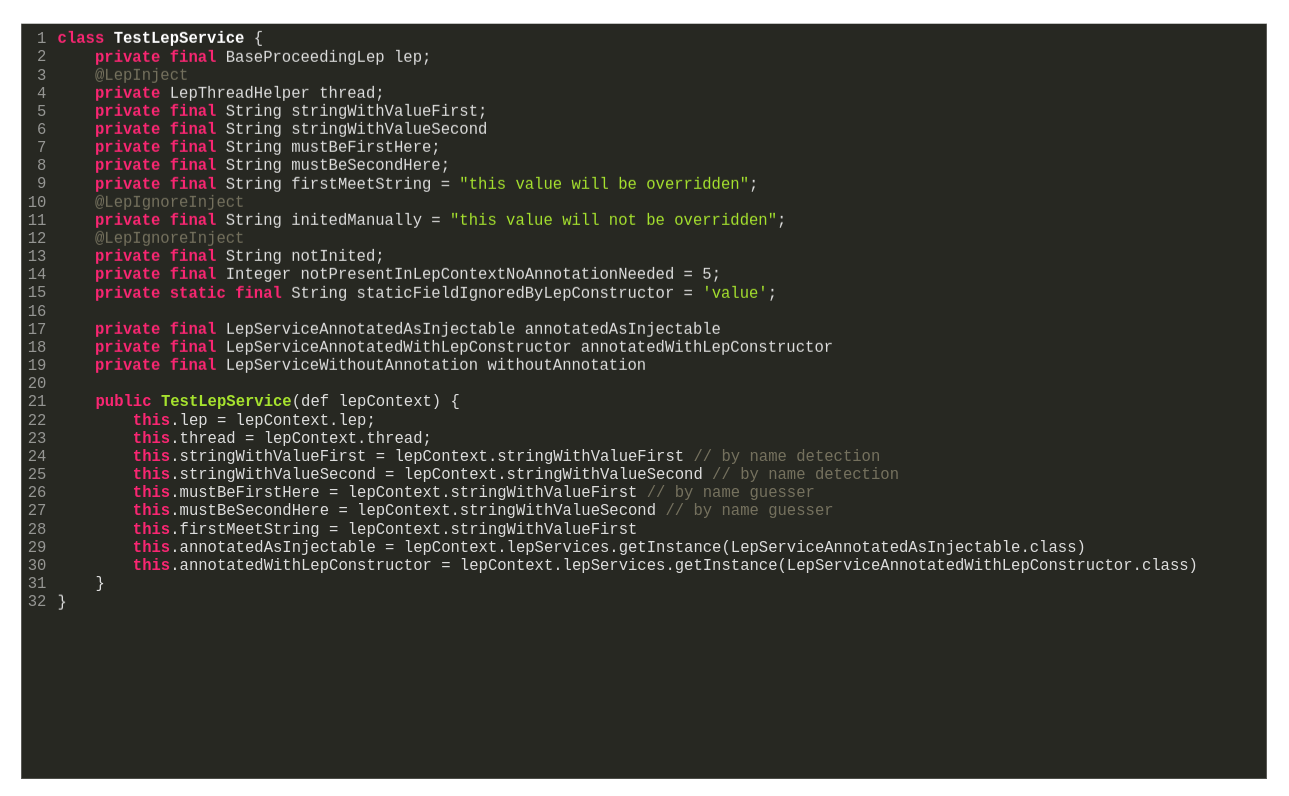 1 class TestLepService {
2     private final BaseProceedingLep lep;
3     @LepInject
4     private LepThreadHelper thread;
5     private final String stringWithValueFirst;
6     private final String stringWithValueSecond
7     private final String mustBeFirstHere;
8     private final String mustBeSecondHere;
9     private final String firstMeetString = "this value will be overridden";
10     @LepIgnoreInject
11     private final String initedManually = "this value will not be overridden";
12     @LepIgnoreInject
13     private final String notInited;
14     private final Integer notPresentInLepContextNoAnnotationNeeded = 5;
15     private static final String staticFieldIgnoredByLepConstructor = 'value';
16
17     private final LepServiceAnnotatedAsInjectable annotatedAsInjectable
18     private final LepServiceAnnotatedWithLepConstructor annotatedWithLepConstructor
19     private final LepServiceWithoutAnnotation withoutAnnotation
20
21     public TestLepService(def lepContext) {
22         this.lep = lepContext.lep;
23         this.thread = lepContext.thread;
24         this.stringWithValueFirst = lepContext.stringWithValueFirst // by name detection
25         this.stringWithValueSecond = lepContext.stringWithValueSecond // by name detection
26         this.mustBeFirstHere = lepContext.stringWithValueFirst // by name guesser
27         this.mustBeSecondHere = lepContext.stringWithValueSecond // by name guesser
28         this.firstMeetString = lepContext.stringWithValueFirst
29         this.annotatedAsInjectable = lepContext.lepServices.getInstance(LepServiceAnnotatedAsInjectable.class)
30         this.annotatedWithLepConstructor = lepContext.lepServices.getInstance(LepServiceAnnotatedWithLepConstructor.class)
31     }
32 }